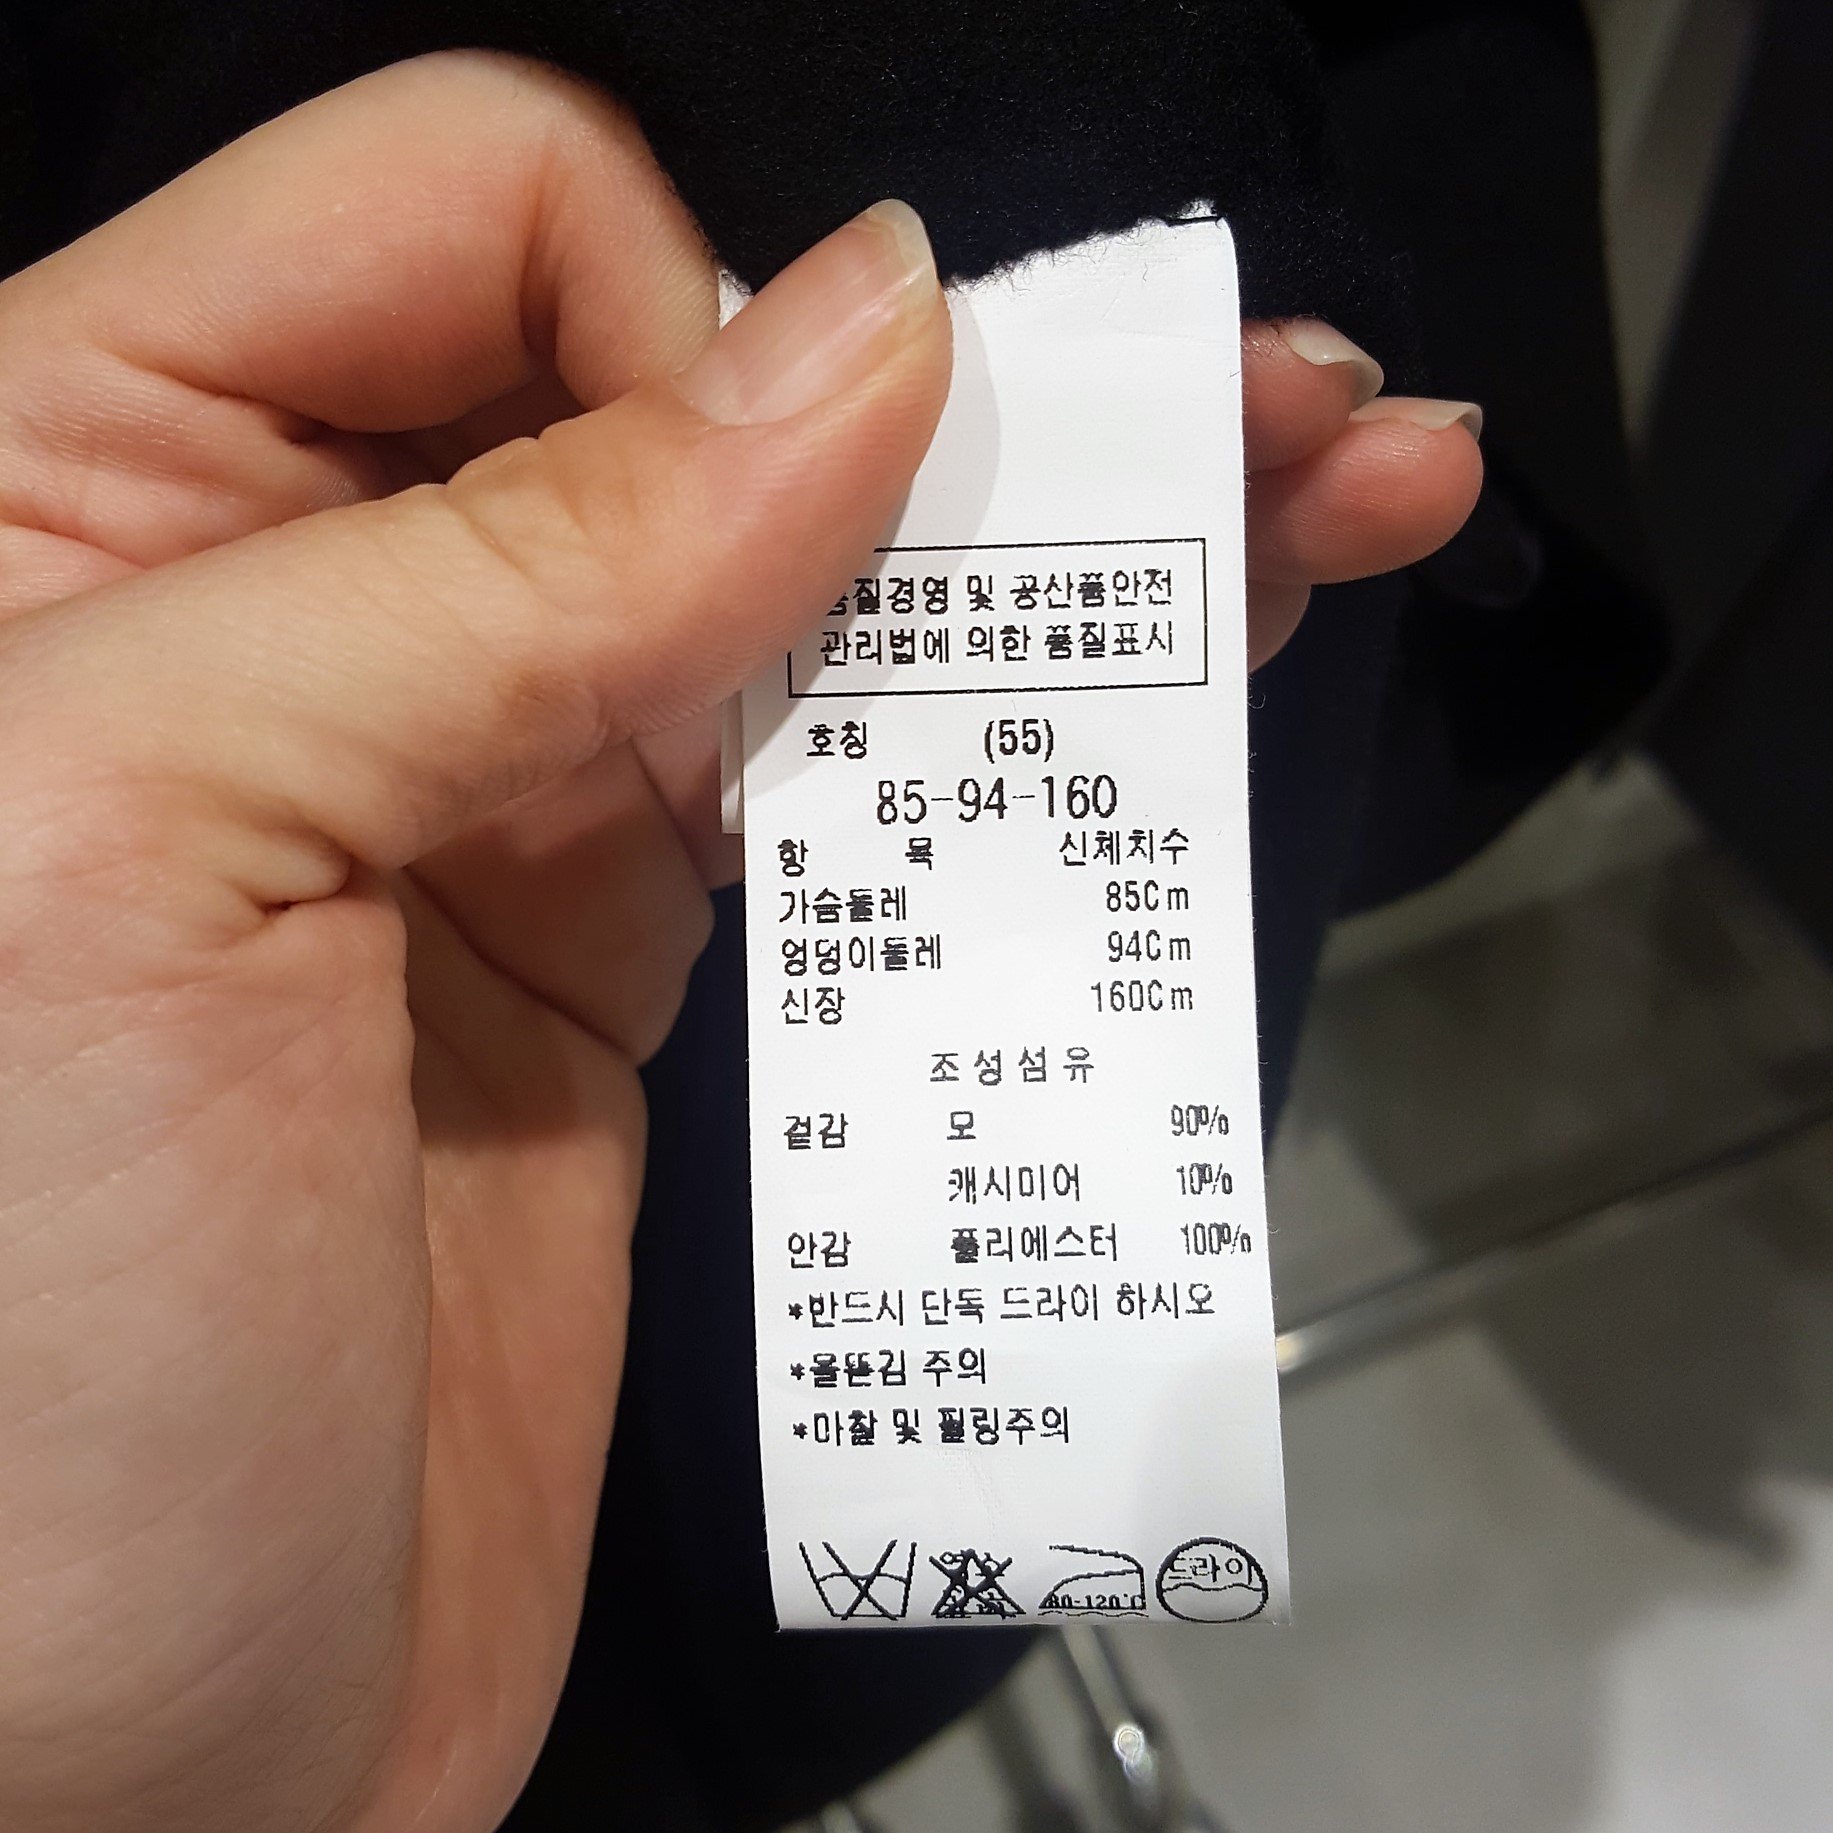 품질경영 및 공산품안전
관리법에 의한 품질표시
호칭 (55)
85-94-160
항 목 신체치수
가슴둘레 85Cm
엉덩이둘레 94Cm
신장 160Cm
조성섬유
겉감 모 90%
캐시미어 10%
안감 폴리에스터 100%
*반드시 단독 드라이 하시오
*올뜯김 주의
*마찰 및 필링주의
80-120℃ 드라이